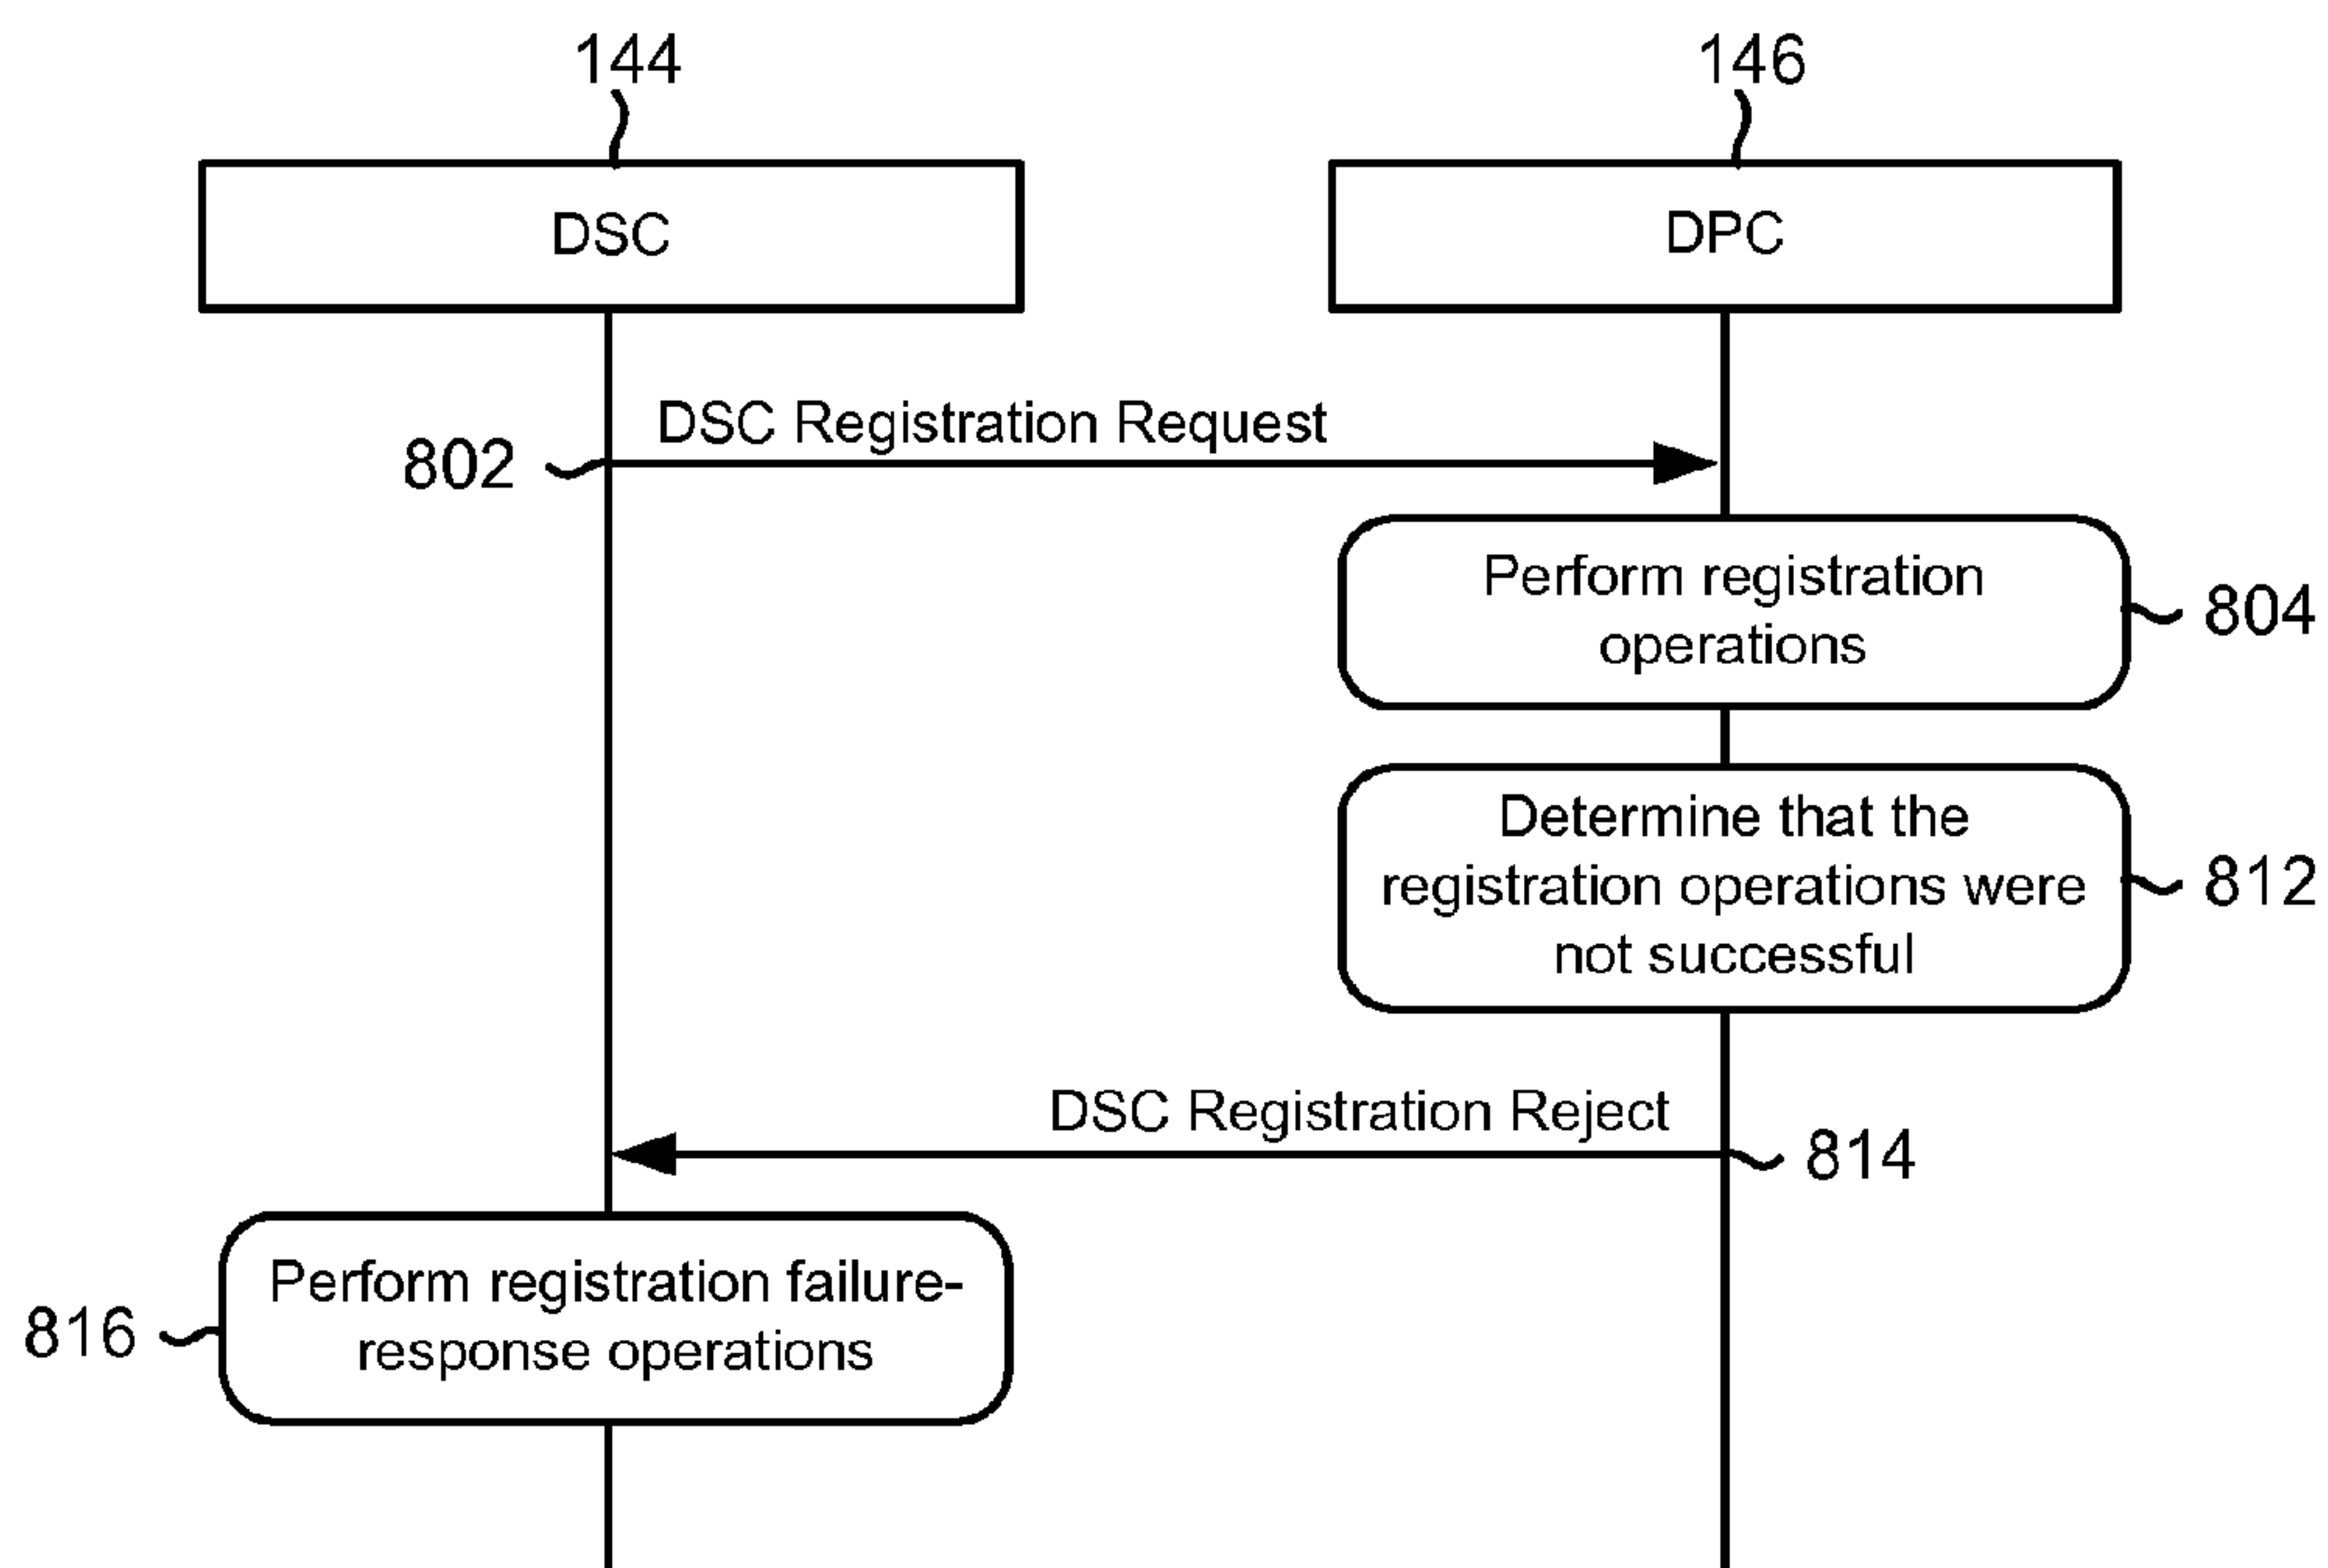 144
146
DSC
DPC
DSC Registration Request
802
Perform registration
operations
804
Determine that the
registration operations were
not successful
812
DSC Registration Reject
814
Perform registration failure-
response operations
816